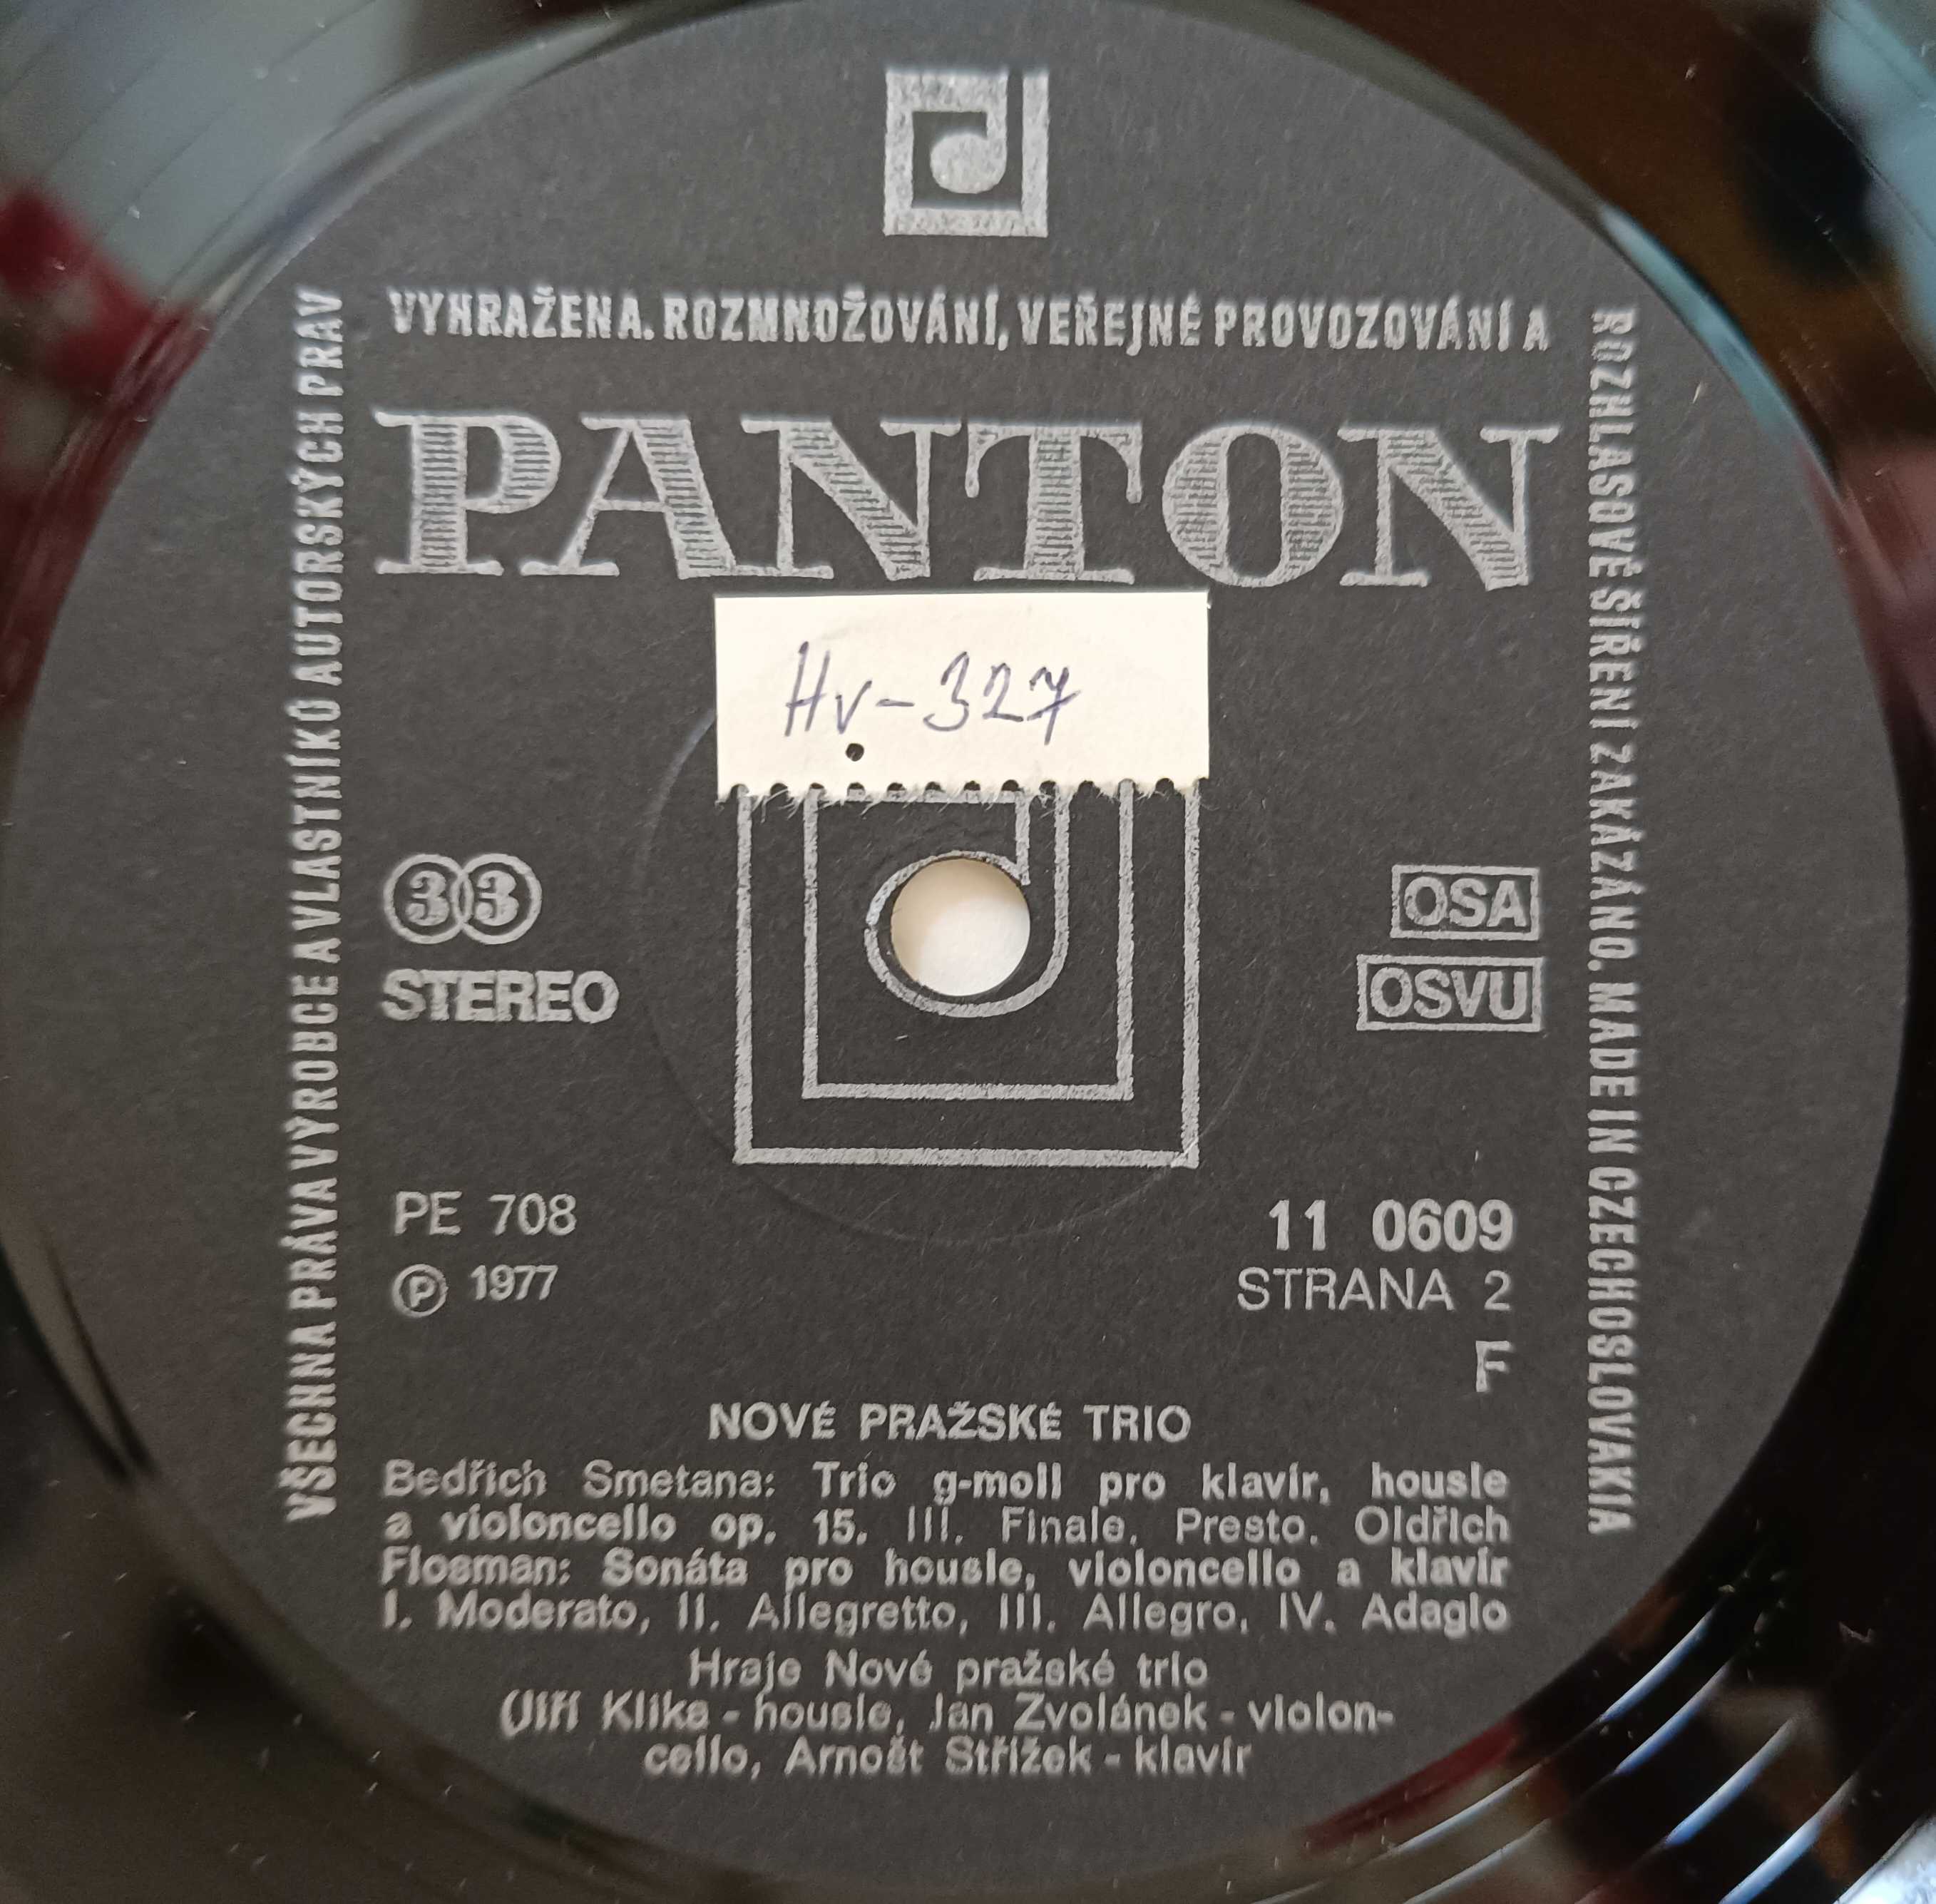 VŠECHNA PRÁVA VÝROBCE A VLASTNÍKŮ AUTORSKÝCH PRÁV
VYHRAŽENA. ROZMNOŽOVÁNÍ, VEŘEJNÉ PROVOZOVÁNÍ A
ROZHLASOVÉ ŠÍŘENÍ ZAKÁZÁNO. MADE IN CZECHOSLOVAKIA
PANTON
Hv-327
33
STEREO
OSA
OSVU
PE 708
℗ 1977
11 0609
STRANA 2
F
NOVÉ PRAŽSKÉ TRIO
Bedřich Smetana: Trio g-moll pro klavír, housle
a violoncello op. 15. III. Finale. Presto. Oldřich
Flosman: Sonáta pro housle, violoncello a klavír
I. Moderato, II. Allegretto, III. Allegro, IV. Adagio
Hraje Nové pražské trio
(Jiří Klika - housle, Jan Zvolánek - violon-
cello, Arnošt Střížek - klavír